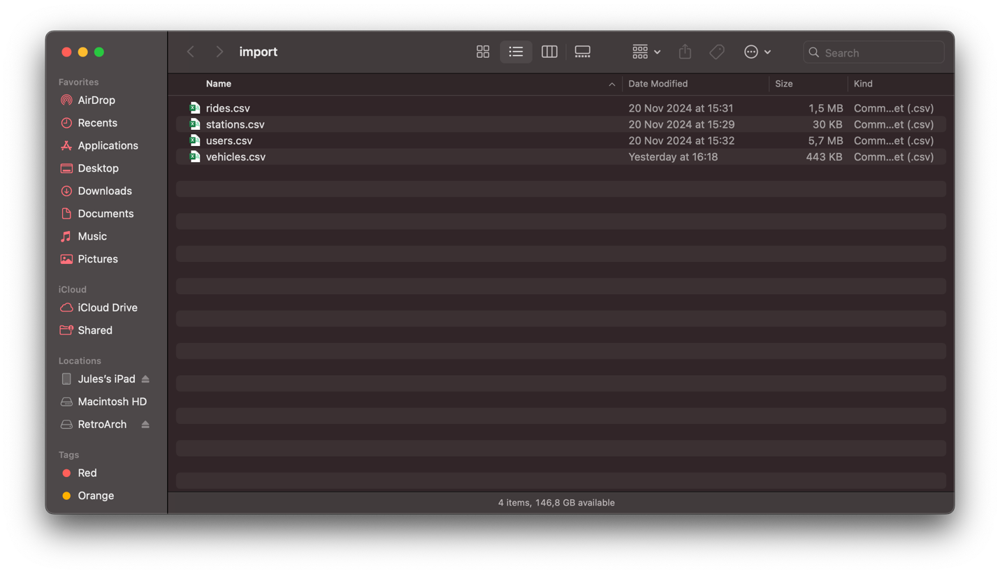 import
Search
Favorites
AirDrop
Recents
Applications
Desktop
Downloads
Documents
Music
Pictures
iCloud
iCloud Drive
Shared
Locations
Jules’s iPad
Macintosh HD
RetroArch
Tags
Red
Orange
Name Date Modified Size Kind
rides.csv 20 Nov 2024 at 15:31 1,5 MB Comm...et (.csv)
stations.csv 20 Nov 2024 at 15:29 30 KB Comm...et (.csv)
users.csv 20 Nov 2024 at 15:32 5,7 MB Comm...et (.csv)
vehicles.csv Yesterday at 16:18 443 KB Comm...et (.csv)
4 items, 146,8 GB available